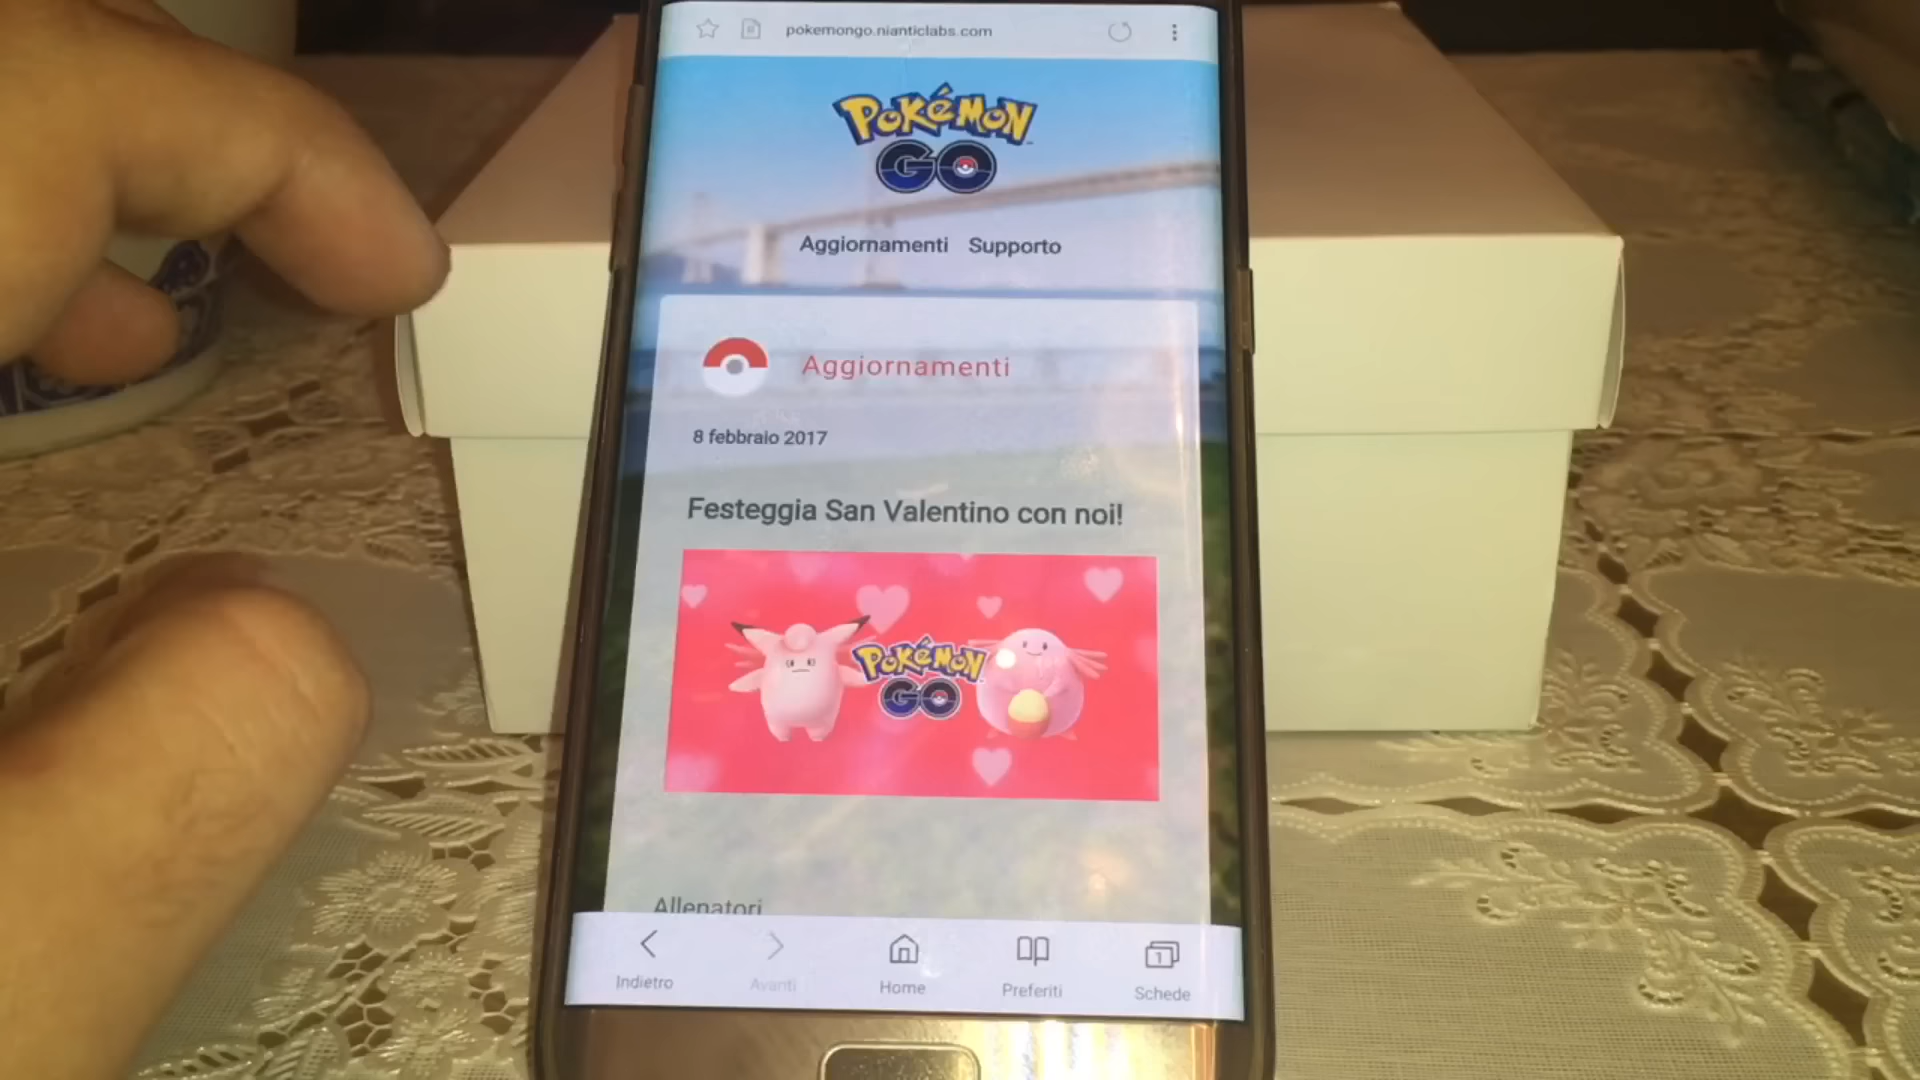 pokemongo.nianticlabs.com
POKÉMON
GO
Aggiornamenti Supporto
Aggiornamenti
8 febbraio 2017
Festeggia San Valentino con noi!
POKÉMON
GO
Allenatori
Indietro Avanti Home Preferiti 1 Schede